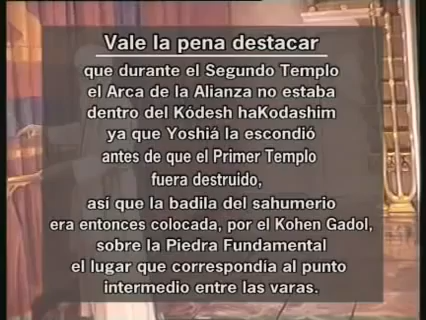 Vale la pena destacar
que durante el Segundo Templo
el Arca de la Alianza no estaba
dentro del Kódesh haKodashim
ya que Yoshiá la escondió
antes de que el Primer Templo
fuera destruido,
así que la badila del sahumerio
era entonces colocada, por el Kohen Gadol,
sobre la Piedra Fundamental
el lugar que correspondía al punto
intermedio entre las varas.